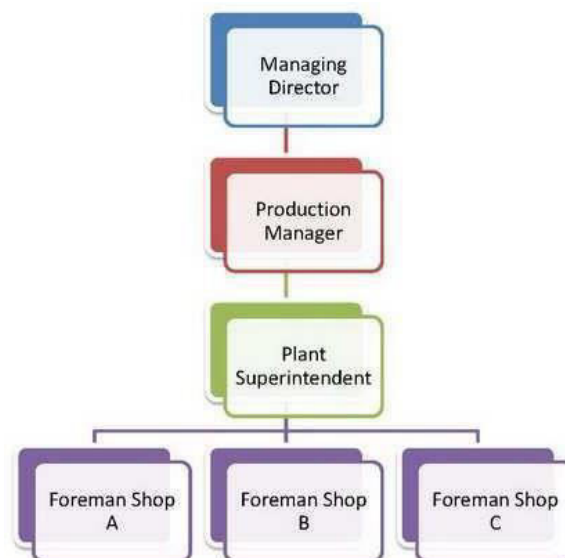 Managing
Director
Production
Manager
Plant
Superintendent
Foreman Shop
A
Foreman Shop
B
Foreman Shop
C